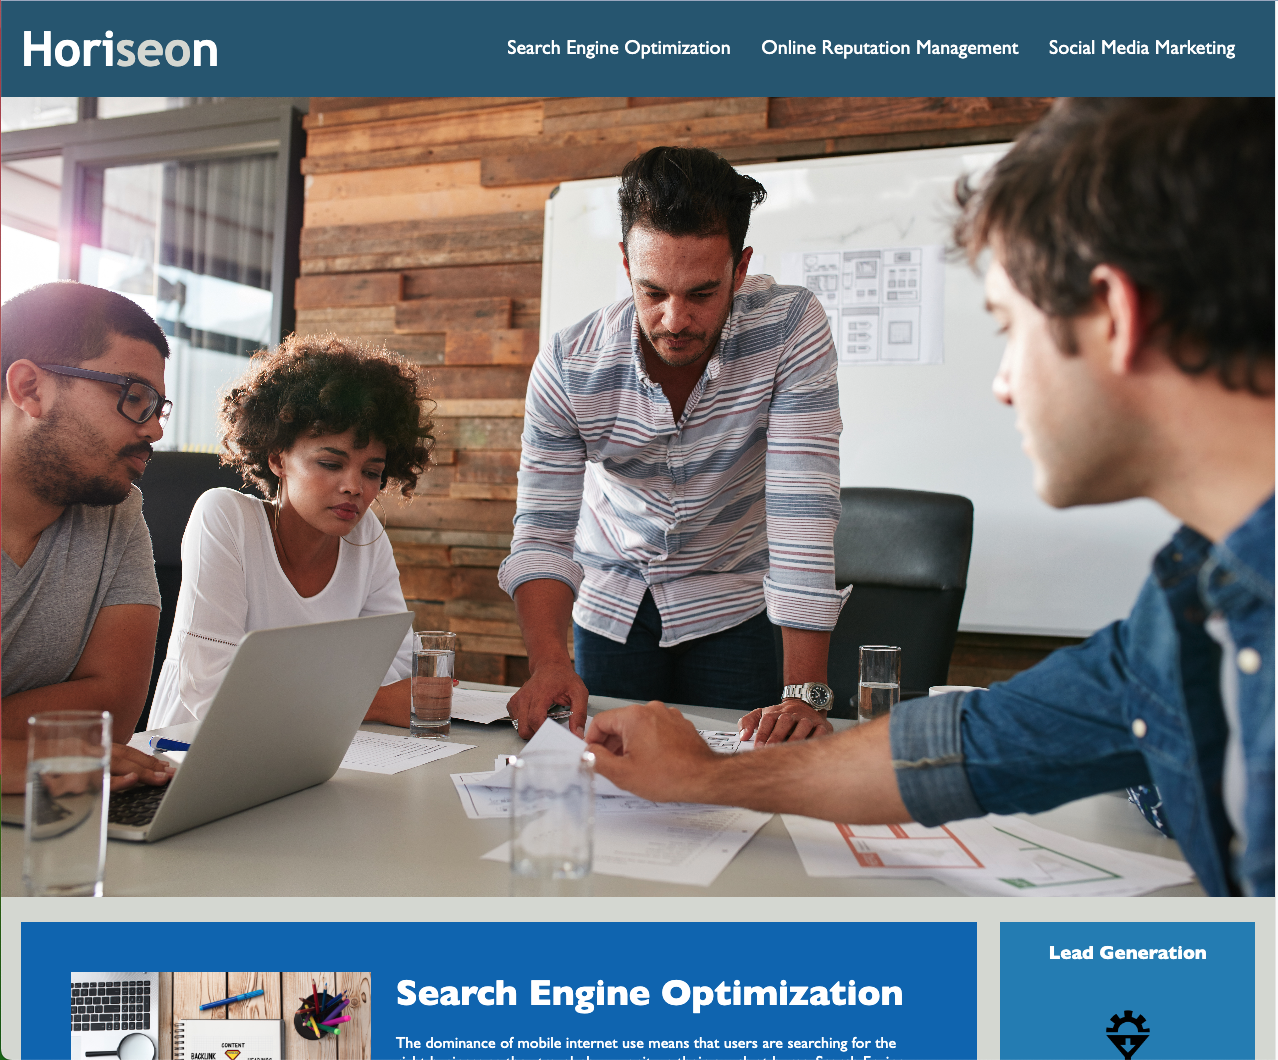 Horiseon
Search Engine Optimization Online Reputation Management Social Media Marketing
Search Engine Optimization
The dominance of mobile internet use means that users are searching for the
Lead Generation
CONTENT
BACKLINK